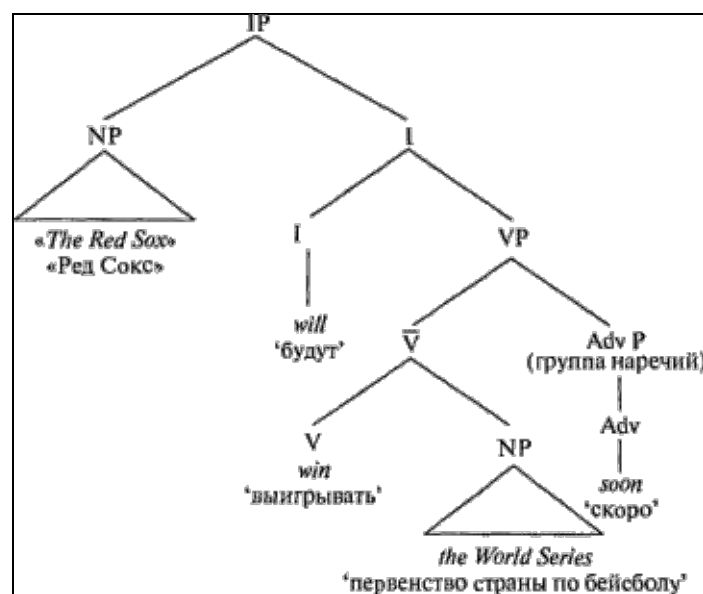 IP
NP
I
«The Red Sox»
«Ред Сокс»
I
VP
will
'будут'
V̅
Adv P
(группа наречий)
V
win
'выигрывать'
NP
Adv
soon
'скоро'
the World Series
'первенство страны по бейсболу'